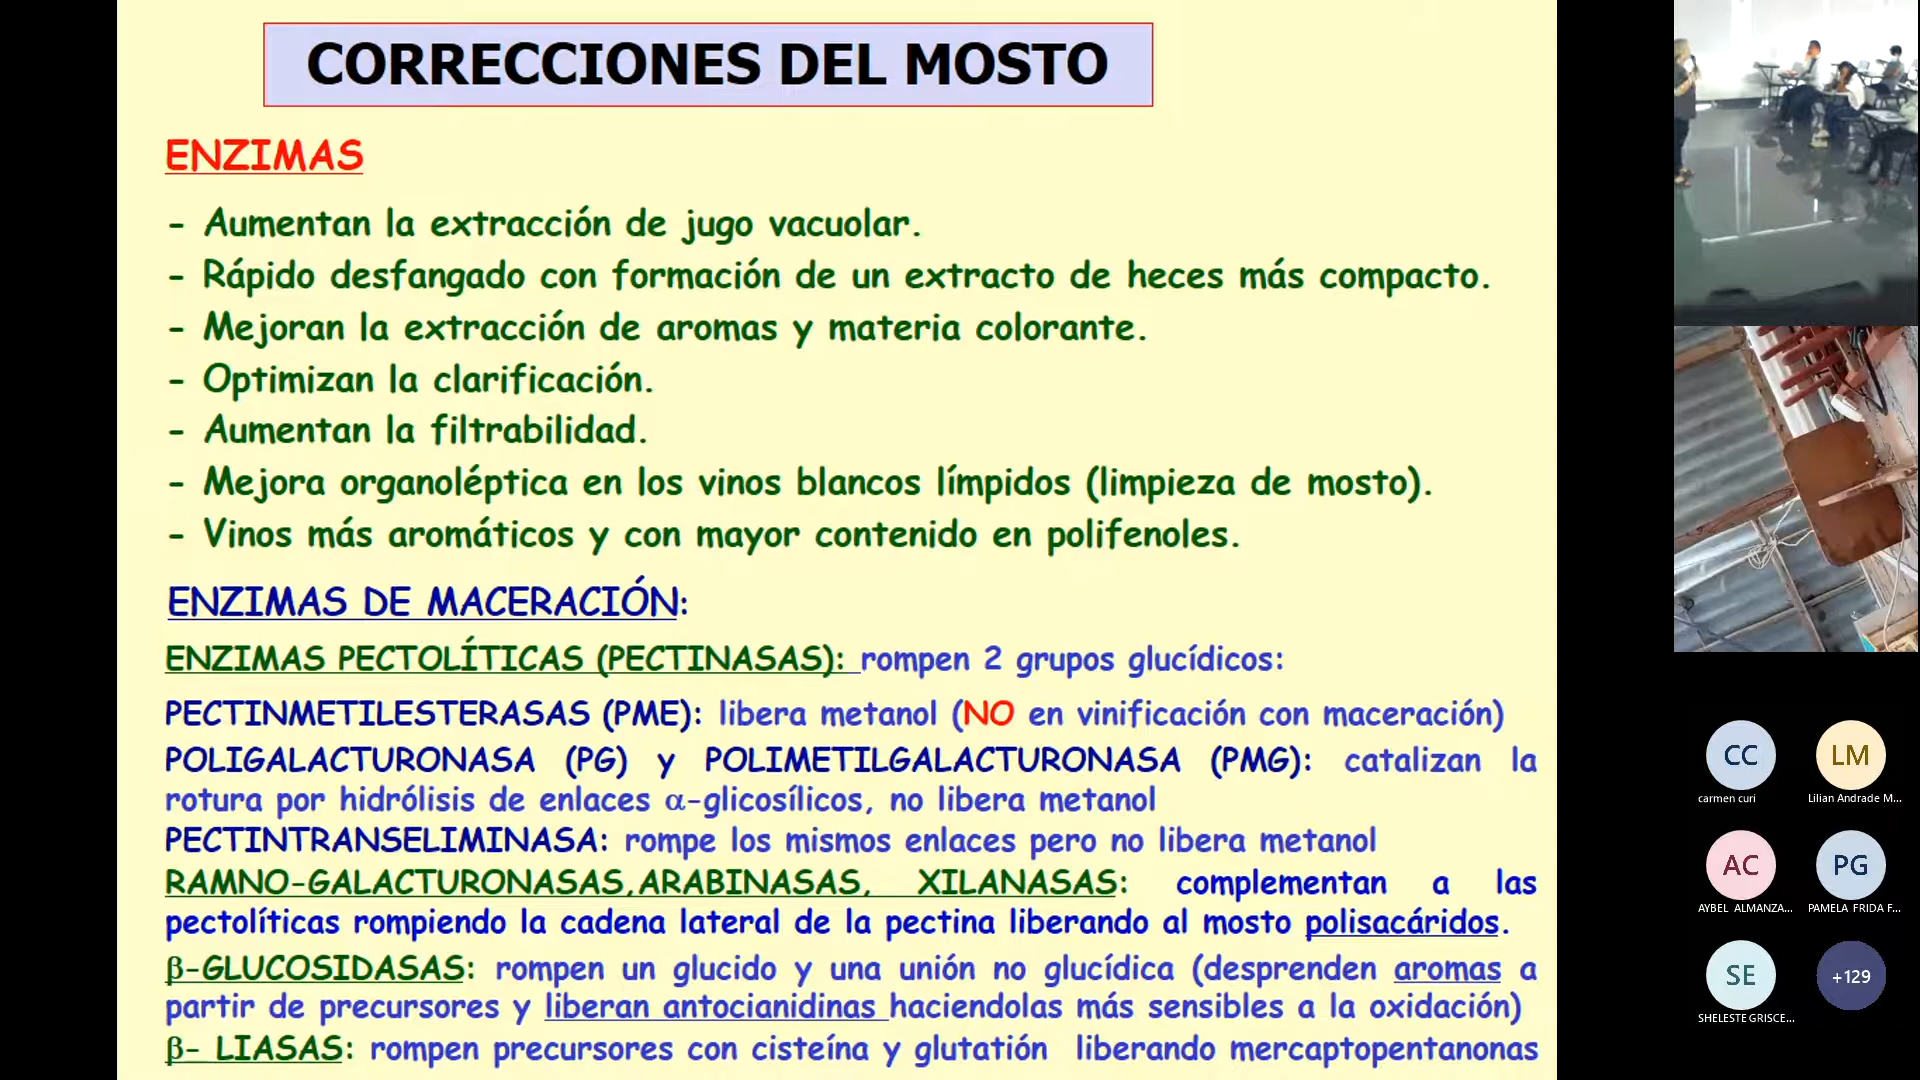 CORRECCIONES DEL MOSTO
ENZIMAS
- Aumentan la extracción de jugo vacuolar.
- Rápido desfangado con formación de un extracto de heces más compacto.
- Mejoran la extracción de aromas y materia colorante.
- Optimizan la clarificación.
- Aumentan la filtrabilidad.
- Mejora organoléptica en los vinos blancos límpidos (limpieza de mosto).
- Vinos más aromáticos y con mayor contenido en polifenoles.
ENZIMAS DE MACERACIÓN:
ENZIMAS PECTOLÍTICAS (PECTINASAS): rompen 2 grupos glucídicos:
PECTINMETILESTERASAS (PME): libera metanol (NO en vinificación con maceración)
POLIGALACTURONASA (PG) y POLIMETILGALACTURONASA (PMG): catalizan la
rotura por hidrólisis de enlaces α-glicosílicos, no libera metanol
PECTINTRANSELIMINASA: rompe los mismos enlaces pero no libera metanol
RAMNO-GALACTURONASAS,ARABINASAS, XILANASAS: complementan a las
pectolíticas rompiendo la cadena lateral de la pectina liberando al mosto polisacáridos.
β-GLUCOSIDASAS: rompen un glucido y una unión no glucídica (desprenden aromas a
partir de precursores y liberan antocianidinas haciendolas más sensibles a la oxidación)
β- LIASAS: rompen precursores con cisteína y glutatión liberando mercaptopentanonas
CC
carmen curi
LM
Lilian Andrade M...
AC
AYBEL ALMANZA...
PG
PAMELA FRIDA F...
SE
SHELESTE GRISCE...
+129